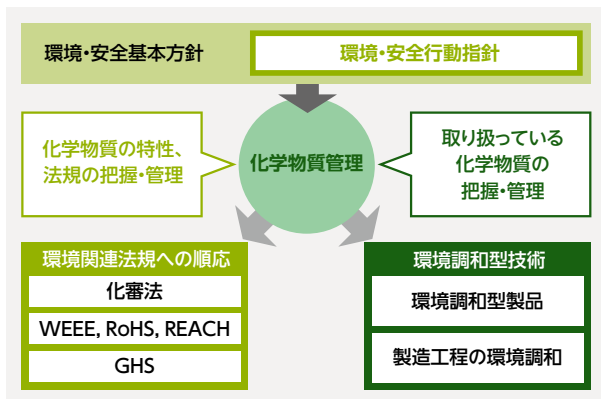 環境・安全基本方針
環境・安全行動指針
化学物質の特性、
法規の把握・管理
化学物質管理
取り扱っている
化学物質の
把握・管理
環境関連法規への順応
化審法
WEEE, RoHS, REACH
GHS
環境調和型技術
環境調和型製品
製造工程の環境調和